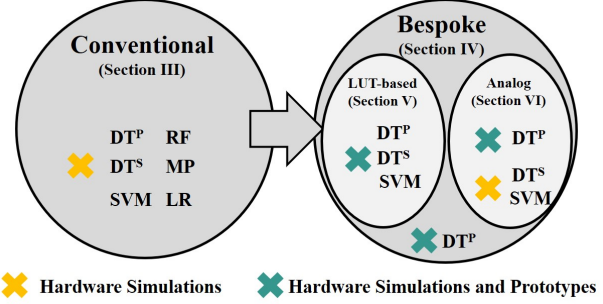 Conventional
(Section III)
DTᴾ RF
DTˢ MP
SVM LR
Bespoke
(Section IV)
LUT-based
(Section V)
DTᴾ
DTˢ
SVM
Analog
(Section VI)
DTᴾ
DTˢ
SVM
DTᴾ
Hardware Simulations
Hardware Simulations and Prototypes